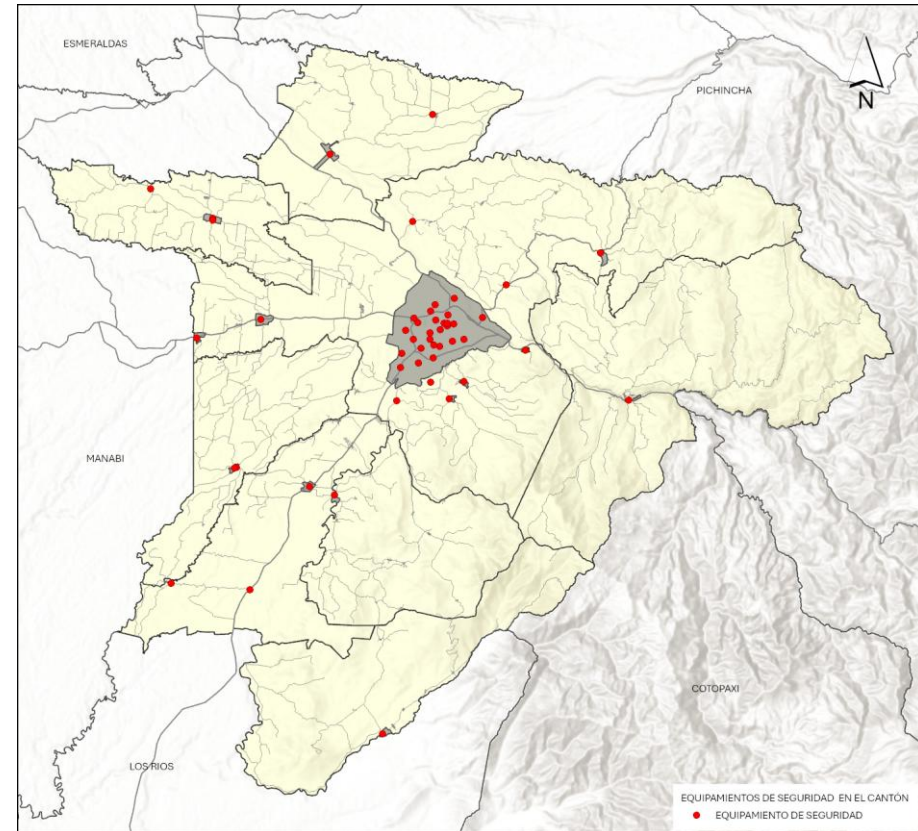 ESMERALDAS
PICHINCHA
N
MANABI
COTOPAXI
LOS RIOS
EQUIPAMIENTOS DE SEGURIDAD EN EL CANTÓN
EQUIPAMIENTO DE SEGURIDAD